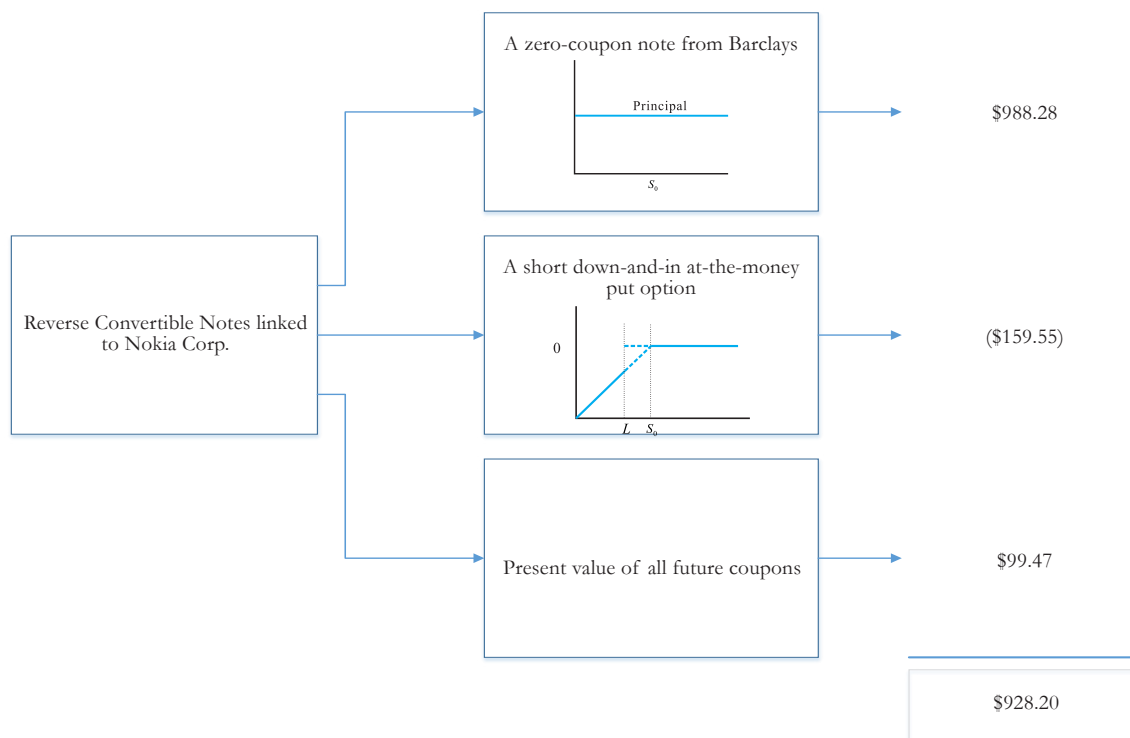 A zero-coupon note from Barclays
Principal
S₀
$988.28
Reverse Convertible Notes linked
to Nokia Corp.
A short down-and-in at-the-money
put option
0
L S₀
($159.55)
Present value of all future coupons
$99.47
$928.20